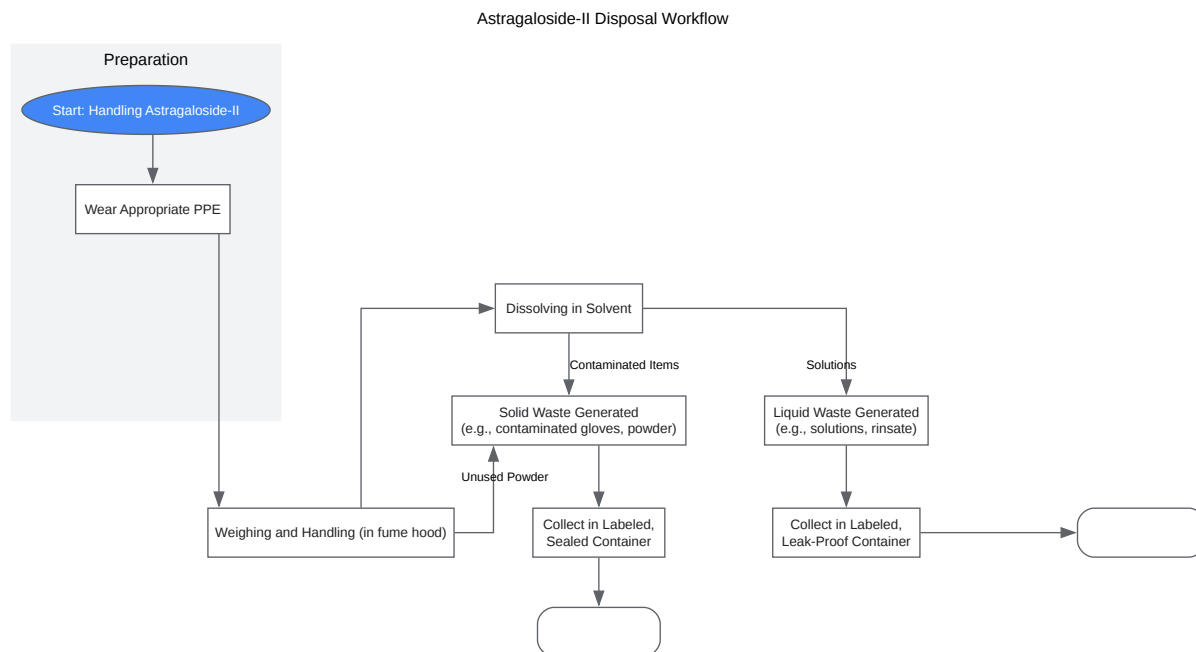 Astragaloside-II Disposal Workflow
Preparation
Start: Handling Astragaloside-II
Wear Appropriate PPE
Dissolving in Solvent
Contaminated Items
Solutions
Solid Waste Generated
(e.g., contaminated gloves, powder)
Liquid Waste Generated
(e.g., solutions, rinsate)
Unused Powder
Weighing and Handling (in fume hood)
Collect in Labeled,
Sealed Container
Collect in Labeled,
Leak-Proof Container